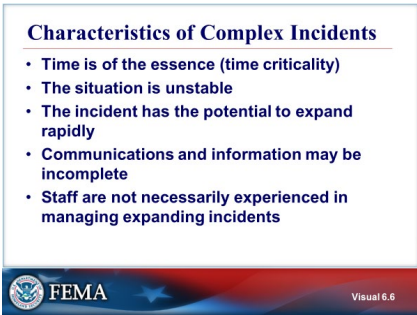 Characteristics of Complex Incidents
• Time is of the essence (time criticality)
• The situation is unstable
• The incident has the potential to expand
rapidly
• Communications and information may be
incomplete
• Staff are not necessarily experienced in
managing expanding incidents
FEMA
Visual 6.6